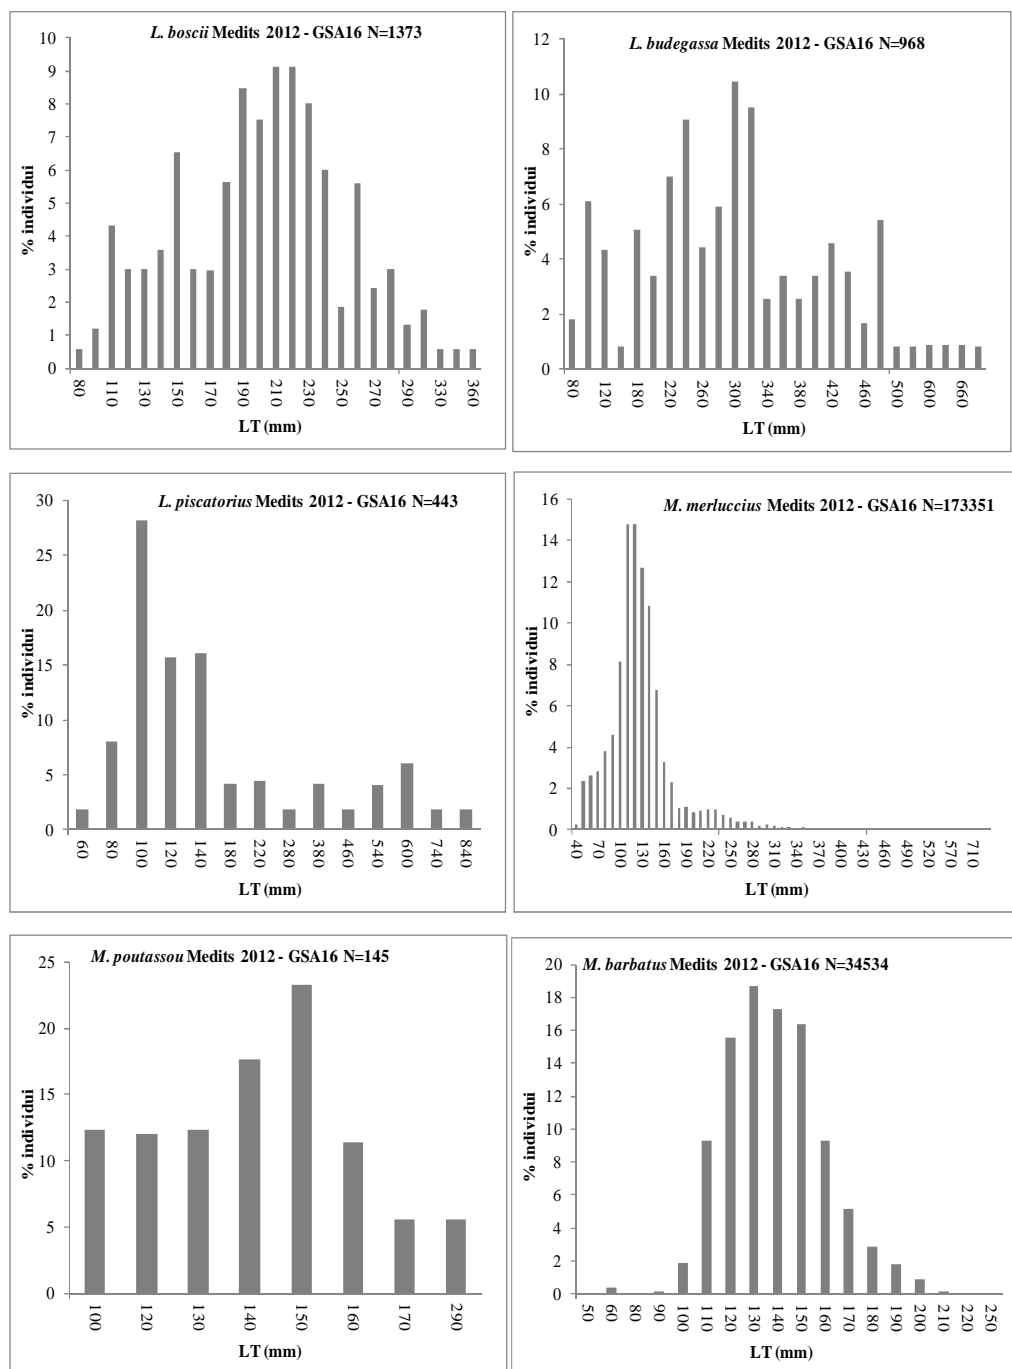 L. boscii Medits 2012 - GSA16 N=1373
% individui
10
9
8
7
6
5
4
3
2
1
0
80 110 130 150 170 190 210 230 250 270 290 330 360
LT (mm)
L. budegassa Medits 2012 - GSA16 N=968
% individui
12
10
8
6
4
2
0
80 120 180 220 260 300 340 380 420 460 500 600 660
LT (mm)
L. piscatorius Medits 2012 - GSA16 N=443
% individui
30
25
20
15
10
5
0
60 80 100 120 140 180 220 280 380 460 540 600 740 840
LT (mm)
M. merluccius Medits 2012 - GSA16 N=173351
% individui
16
14
12
10
8
6
4
2
0
40 70 100 130 160 190 220 250 280 310 340 370 400 430 460 490 520 570 710
LT (mm)
M. poutassou Medits 2012 - GSA16 N=145
% individui
25
20
15
10
5
0
100 120 130 140 150 160 170 290
LT (mm)
M. barbatus Medits 2012 - GSA16 N=34534
% individui
20
18
16
14
12
10
8
6
4
2
0
50 60 80 90 100 110 120 130 140 150 160 170 180 190 200 210 220 250
LT (mm)